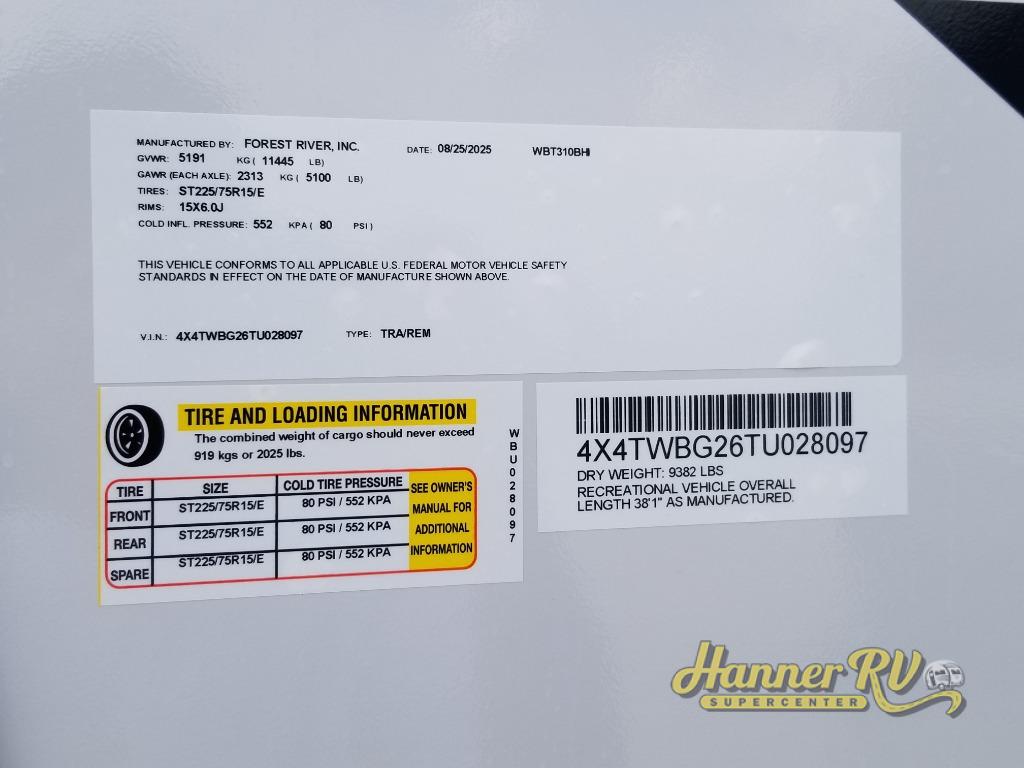 MANUFACTURED BY: FOREST RIVER, INC. DATE: 08/25/2025 WBT310BHI
GVWR: 5191 KG ( 11445 LB)
GAWR (EACH AXLE): 2313 KG ( 5100 LB)
TIRES: ST225/75R15/E
RIMS: 15X6.0J
COLD INFL. PRESSURE: 552 KPA ( 80 PSI )
THIS VEHICLE CONFORMS TO ALL APPLICABLE U.S. FEDERAL MOTOR VEHICLE SAFETY
STANDARDS IN EFFECT ON THE DATE OF MANUFACTURE SHOWN ABOVE.
V.I.N.: 4X4TWBG26TU028097 TYPE: TRA/REM
TIRE AND LOADING INFORMATION
The combined weight of cargo should never exceed
919 kgs or 2025 lbs.
TIRE SIZE COLD TIRE PRESSURE
FRONT ST225/75R15/E 80 PSI / 552 KPA
REAR ST225/75R15/E 80 PSI / 552 KPA
SPARE ST225/75R15/E 80 PSI / 552 KPA
SEE OWNER'S
MANUAL FOR
ADDITIONAL
INFORMATION
WBU028097
4X4TWBG26TU028097
DRY WEIGHT: 9382 LBS
RECREATIONAL VEHICLE OVERALL
LENGTH 38'1" AS MANUFACTURED.
Hanner RV
SUPERCENTER